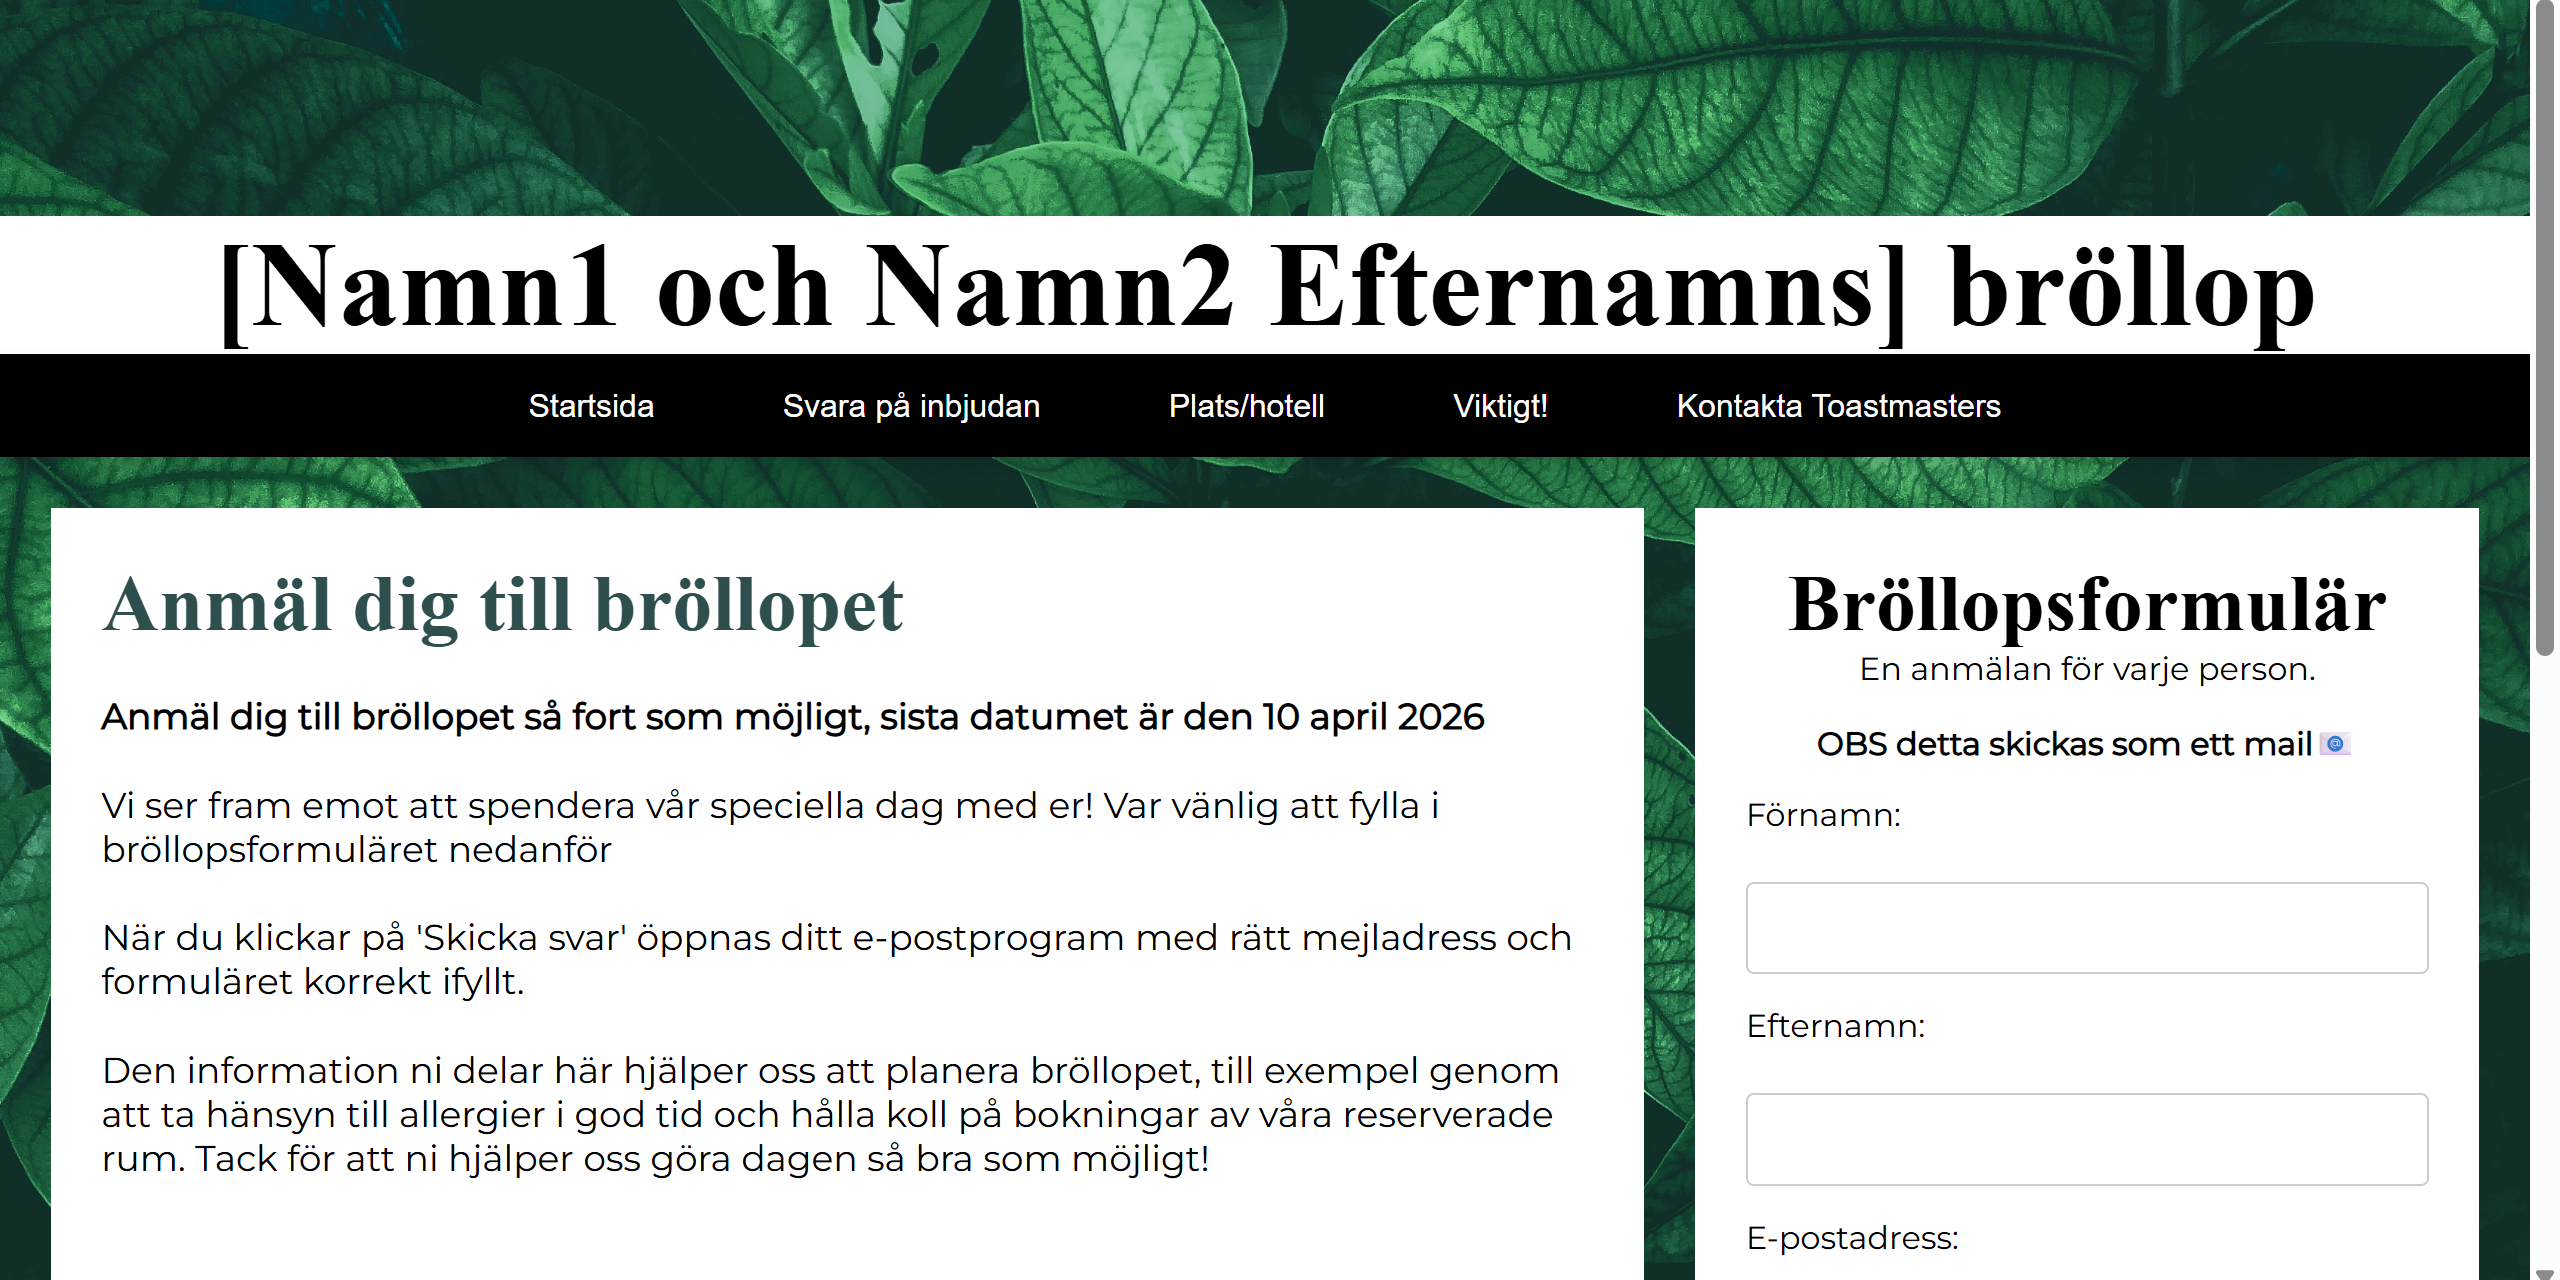 [Namn1 och Namn2 Efternamns] bröllop
Startsida Svara på inbjudan Plats/hotell Viktigt! Kontakta Toastmasters
Anmäl dig till bröllopet
Anmäl dig till bröllopet så fort som möjligt, sista datumet är den 10 april 2026
Vi ser fram emot att spendera vår speciella dag med er! Var vänlig att fylla i
bröllopsformuläret nedanför
När du klickar på 'Skicka svar' öppnas ditt e-postprogram med rätt mejladress och
formuläret korrekt ifyllt.
Den information ni delar här hjälper oss att planera bröllopet, till exempel genom
att ta hänsyn till allergier i god tid och hålla koll på bokningar av våra reserverade
rum. Tack för att ni hjälper oss göra dagen så bra som möjligt!
Bröllopsformulär
En anmälan för varje person.
OBS detta skickas som ett mail 📧
Förnamn:
Efternamn:
E-postadress: